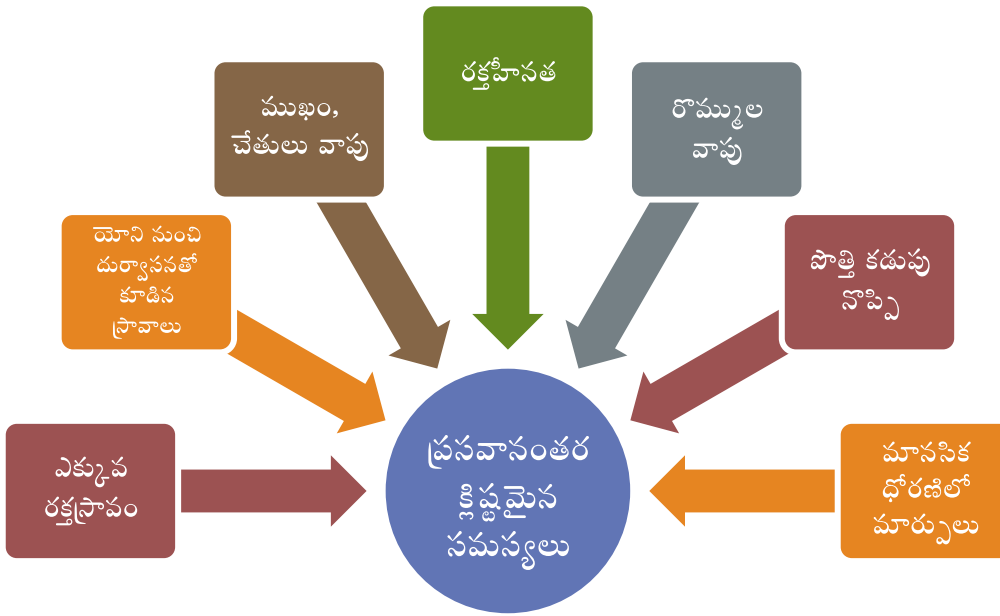 రక్తహీనత
ముఖం,
చేతులు వాపు
రొమ్ముల
వాపు
యోని నుంచి
దుర్వాసనతో
కూడిన
స్రావాలు
పొత్తి కడుపు
నొప్పి
ఎక్కువ
రక్తస్రావం
ప్రసవానంతర
క్లిష్టమైన
సమస్యలు
మానసిక
ధోరణిలో
మార్పులు